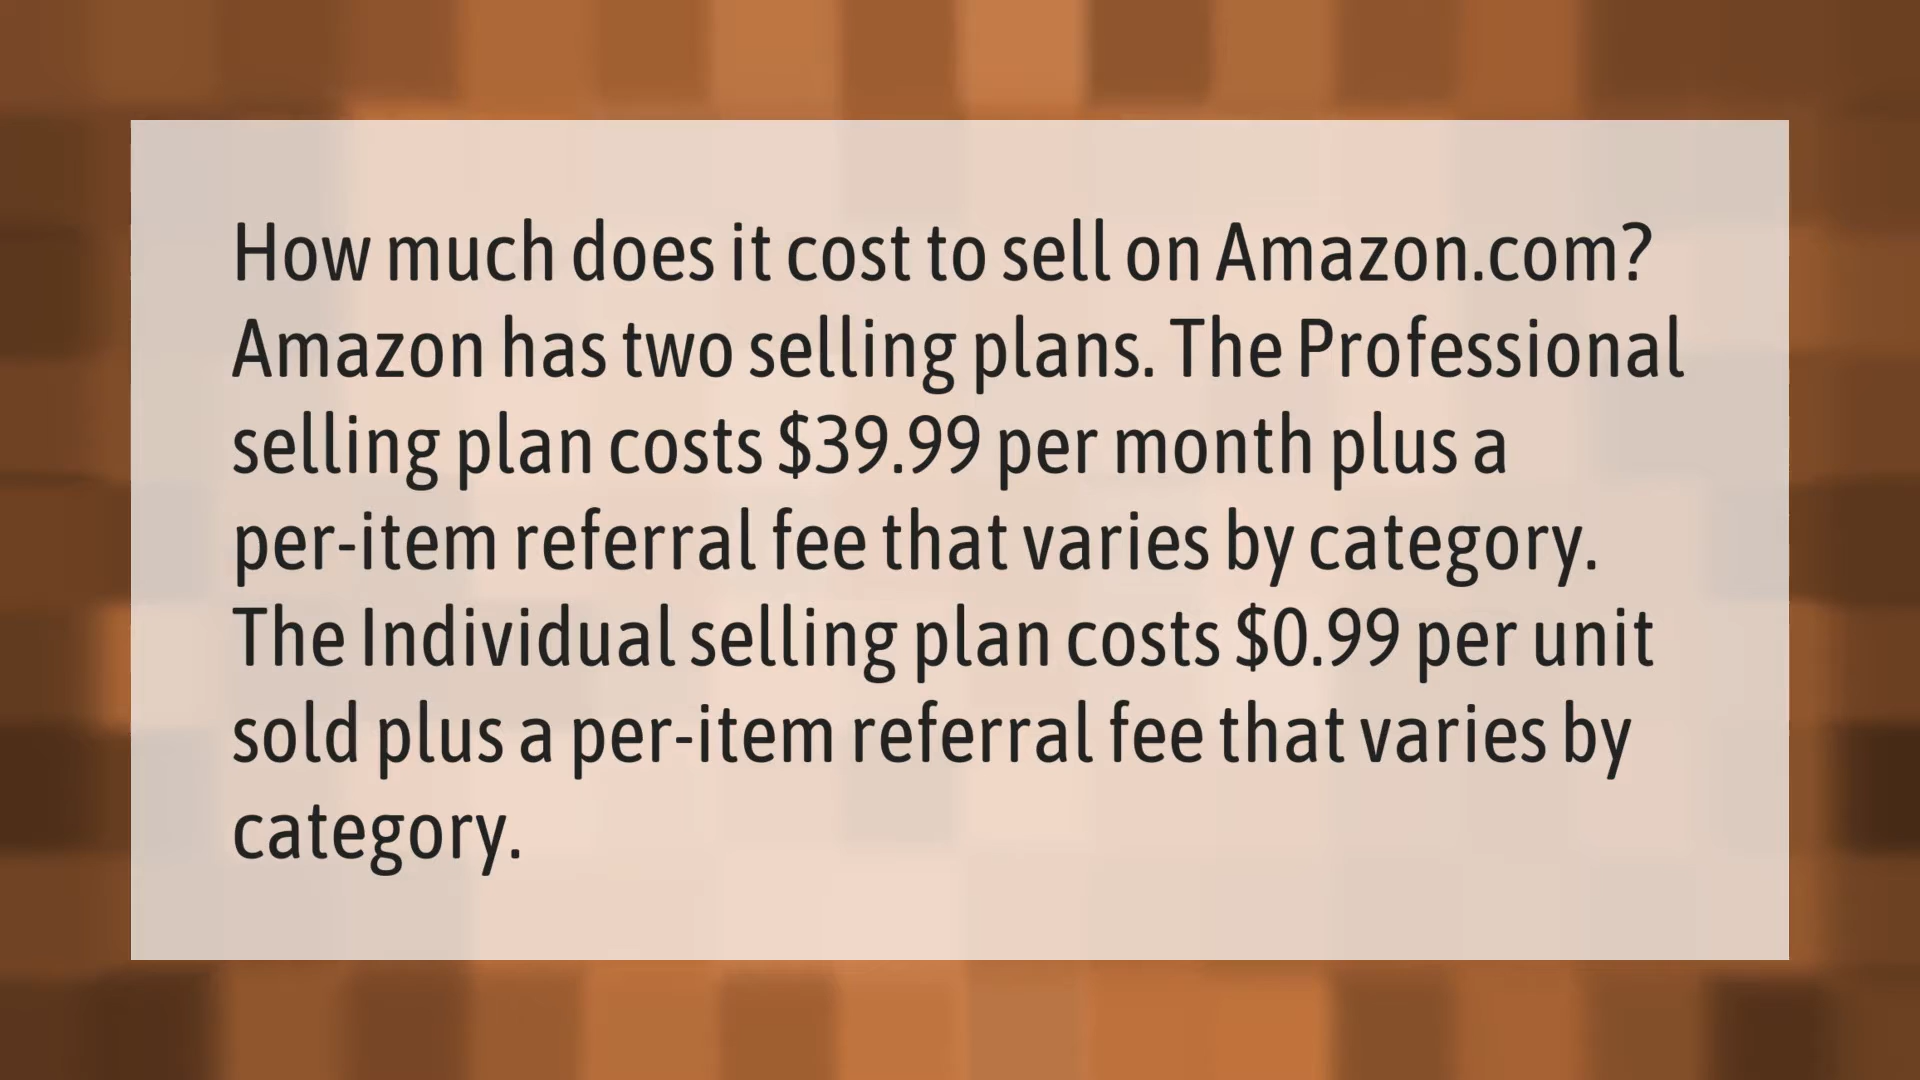 How much does it cost to sell on Amazon.com?
Amazon has two selling plans. The Professional
selling plan costs $39.99 per month plus a
per-item referral fee that varies by category.
The Individual selling plan costs $0.99 per unit
sold plus a per-item referral fee that varies by
category.